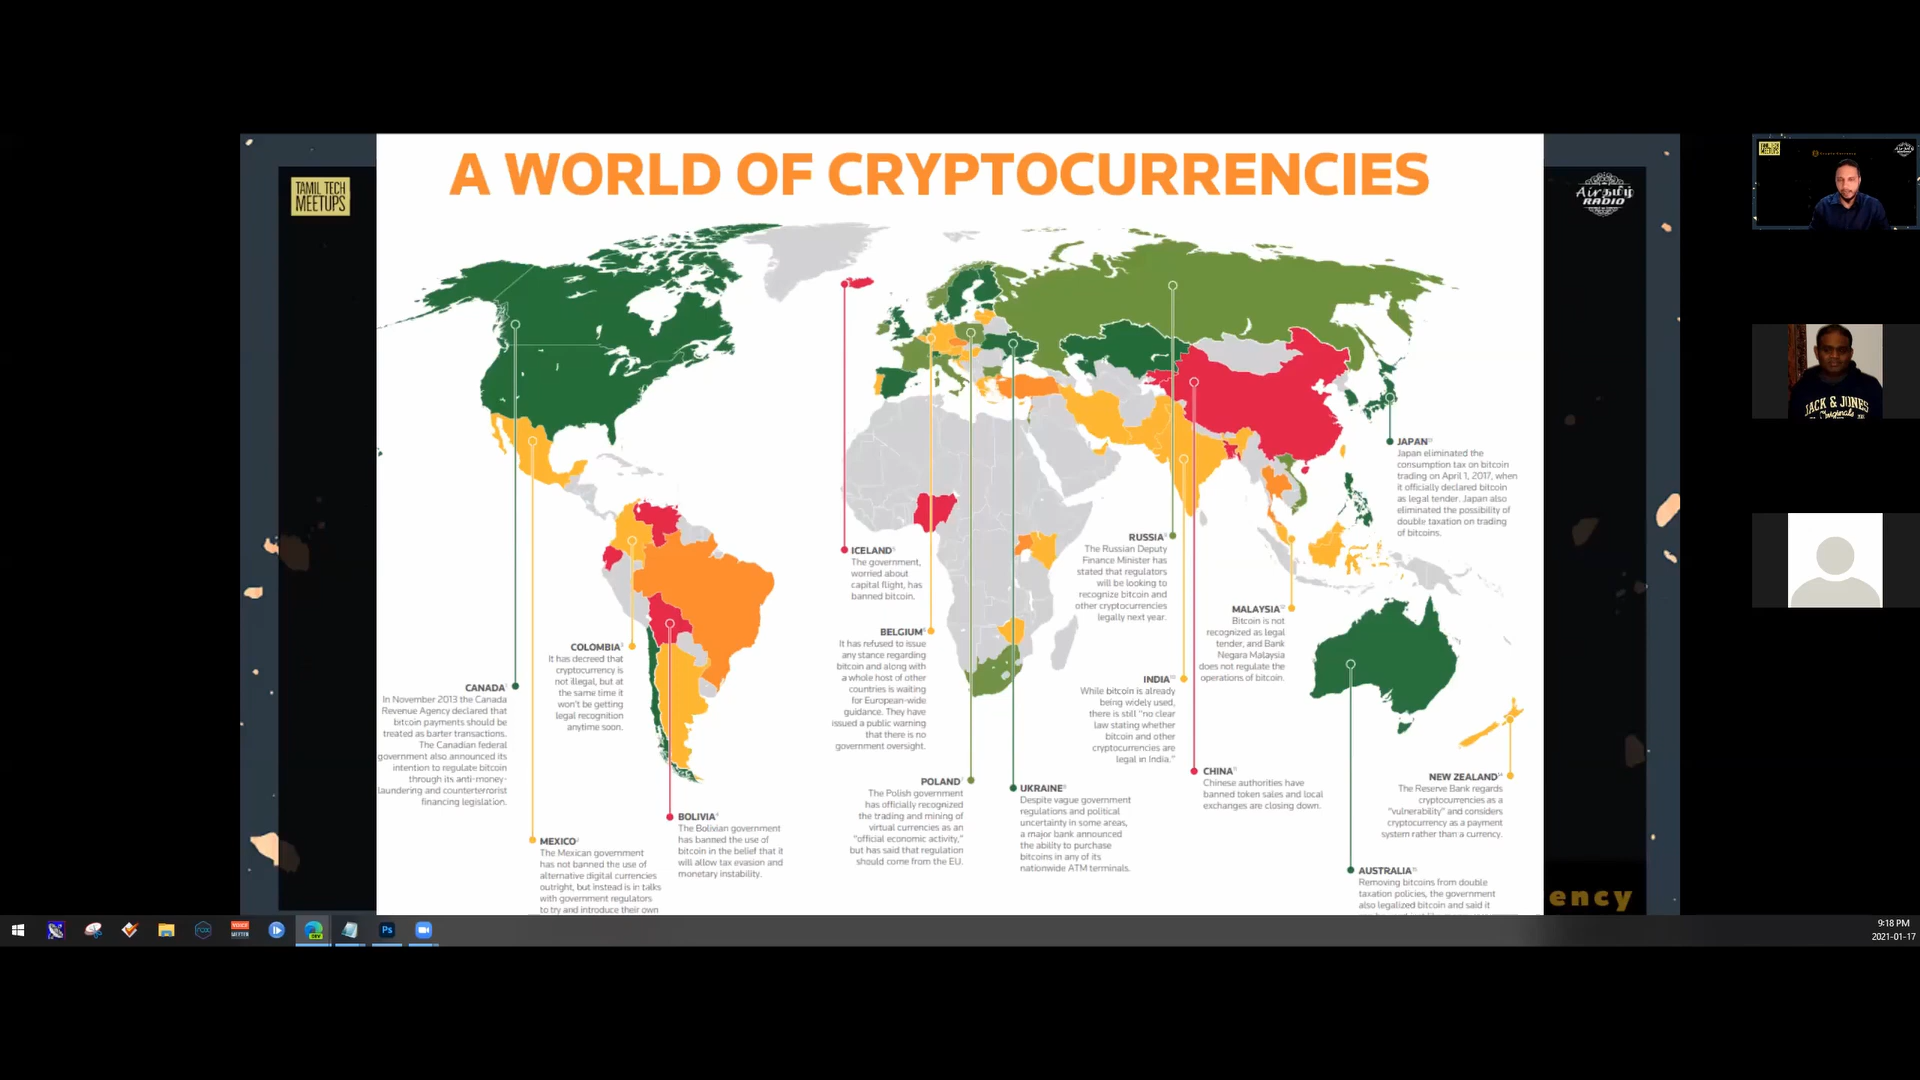 A WORLD OF CRYPTOCURRENCIES
TAMIL TECH
MEETUPS
Airதமிழ்
RADIO
JAPAN
Japan eliminated the
consumption tax on bitcoin
trading on April 1, 2017, when
it officially declared bitcoin
as legal tender. Japan also
eliminated the possibility of
double taxation on trading
of bitcoins.
ICELAND
The government,
worried about
capital flight, has
banned bitcoin.
RUSSIA
The Russian Deputy
Finance Minister has
stated that regulators
will be looking to
recognize bitcoin and
other cryptocurrencies
legally next year.
MALAYSIA
Bitcoin is not
recognized as legal
tender, and Bank
Negara Malaysia
does not regulate the
operations of bitcoin.
BELGIUM
It has refused to issue
any stance regarding
bitcoin and along with
a whole host of other
countries is waiting
for European-wide
guidance. They have
issued a public warning
that there is no
government oversight.
COLOMBIA
It has decreed that
cryptocurrency is
not illegal, but at
the same time it
won't be getting
legal recognition
anytime soon.
INDIA
While bitcoin is already
being widely used,
there is still "no clear
law stating whether
bitcoin and other
cryptocurrencies are
legal in India."
CANADA
In November 2013 the Canada
Revenue Agency declared that
bitcoin payments should be
treated as barter transactions.
The Canadian federal
government also announced its
intention to regulate bitcoin
through its anti-money-
laundering and counterterrorist
financing legislation.
CHINA
Chinese authorities have
banned token sales and local
exchanges are closing down.
NEW ZEALAND
The Reserve Bank regards
cryptocurrencies as a
"vulnerability" and considers
cryptocurrency as a payment
system rather than a currency.
POLAND
The Polish government
has officially recognized
the trading and mining of
virtual currencies as an
"official economic activity,"
but has said that regulation
should come from the EU.
UKRAINE
Despite vague government
regulations and political
uncertainty in some areas,
a major bank announced
the ability to purchase
bitcoins in any of its
nationwide ATM terminals.
BOLIVIA
The Bolivian government
has banned the use of
bitcoin in the belief that it
will allow tax evasion and
monetary instability.
MEXICO
The Mexican government
has not banned the use of
alternative digital currencies
outright, but instead is in talks
with government regulators
to try and introduce their own
AUSTRALIA
Removing bitcoins from double
taxation policies, the government
also legalized bitcoin and said it
ency
JACK & JONES
Originals
Ps
9:18 PM
2021-01-17